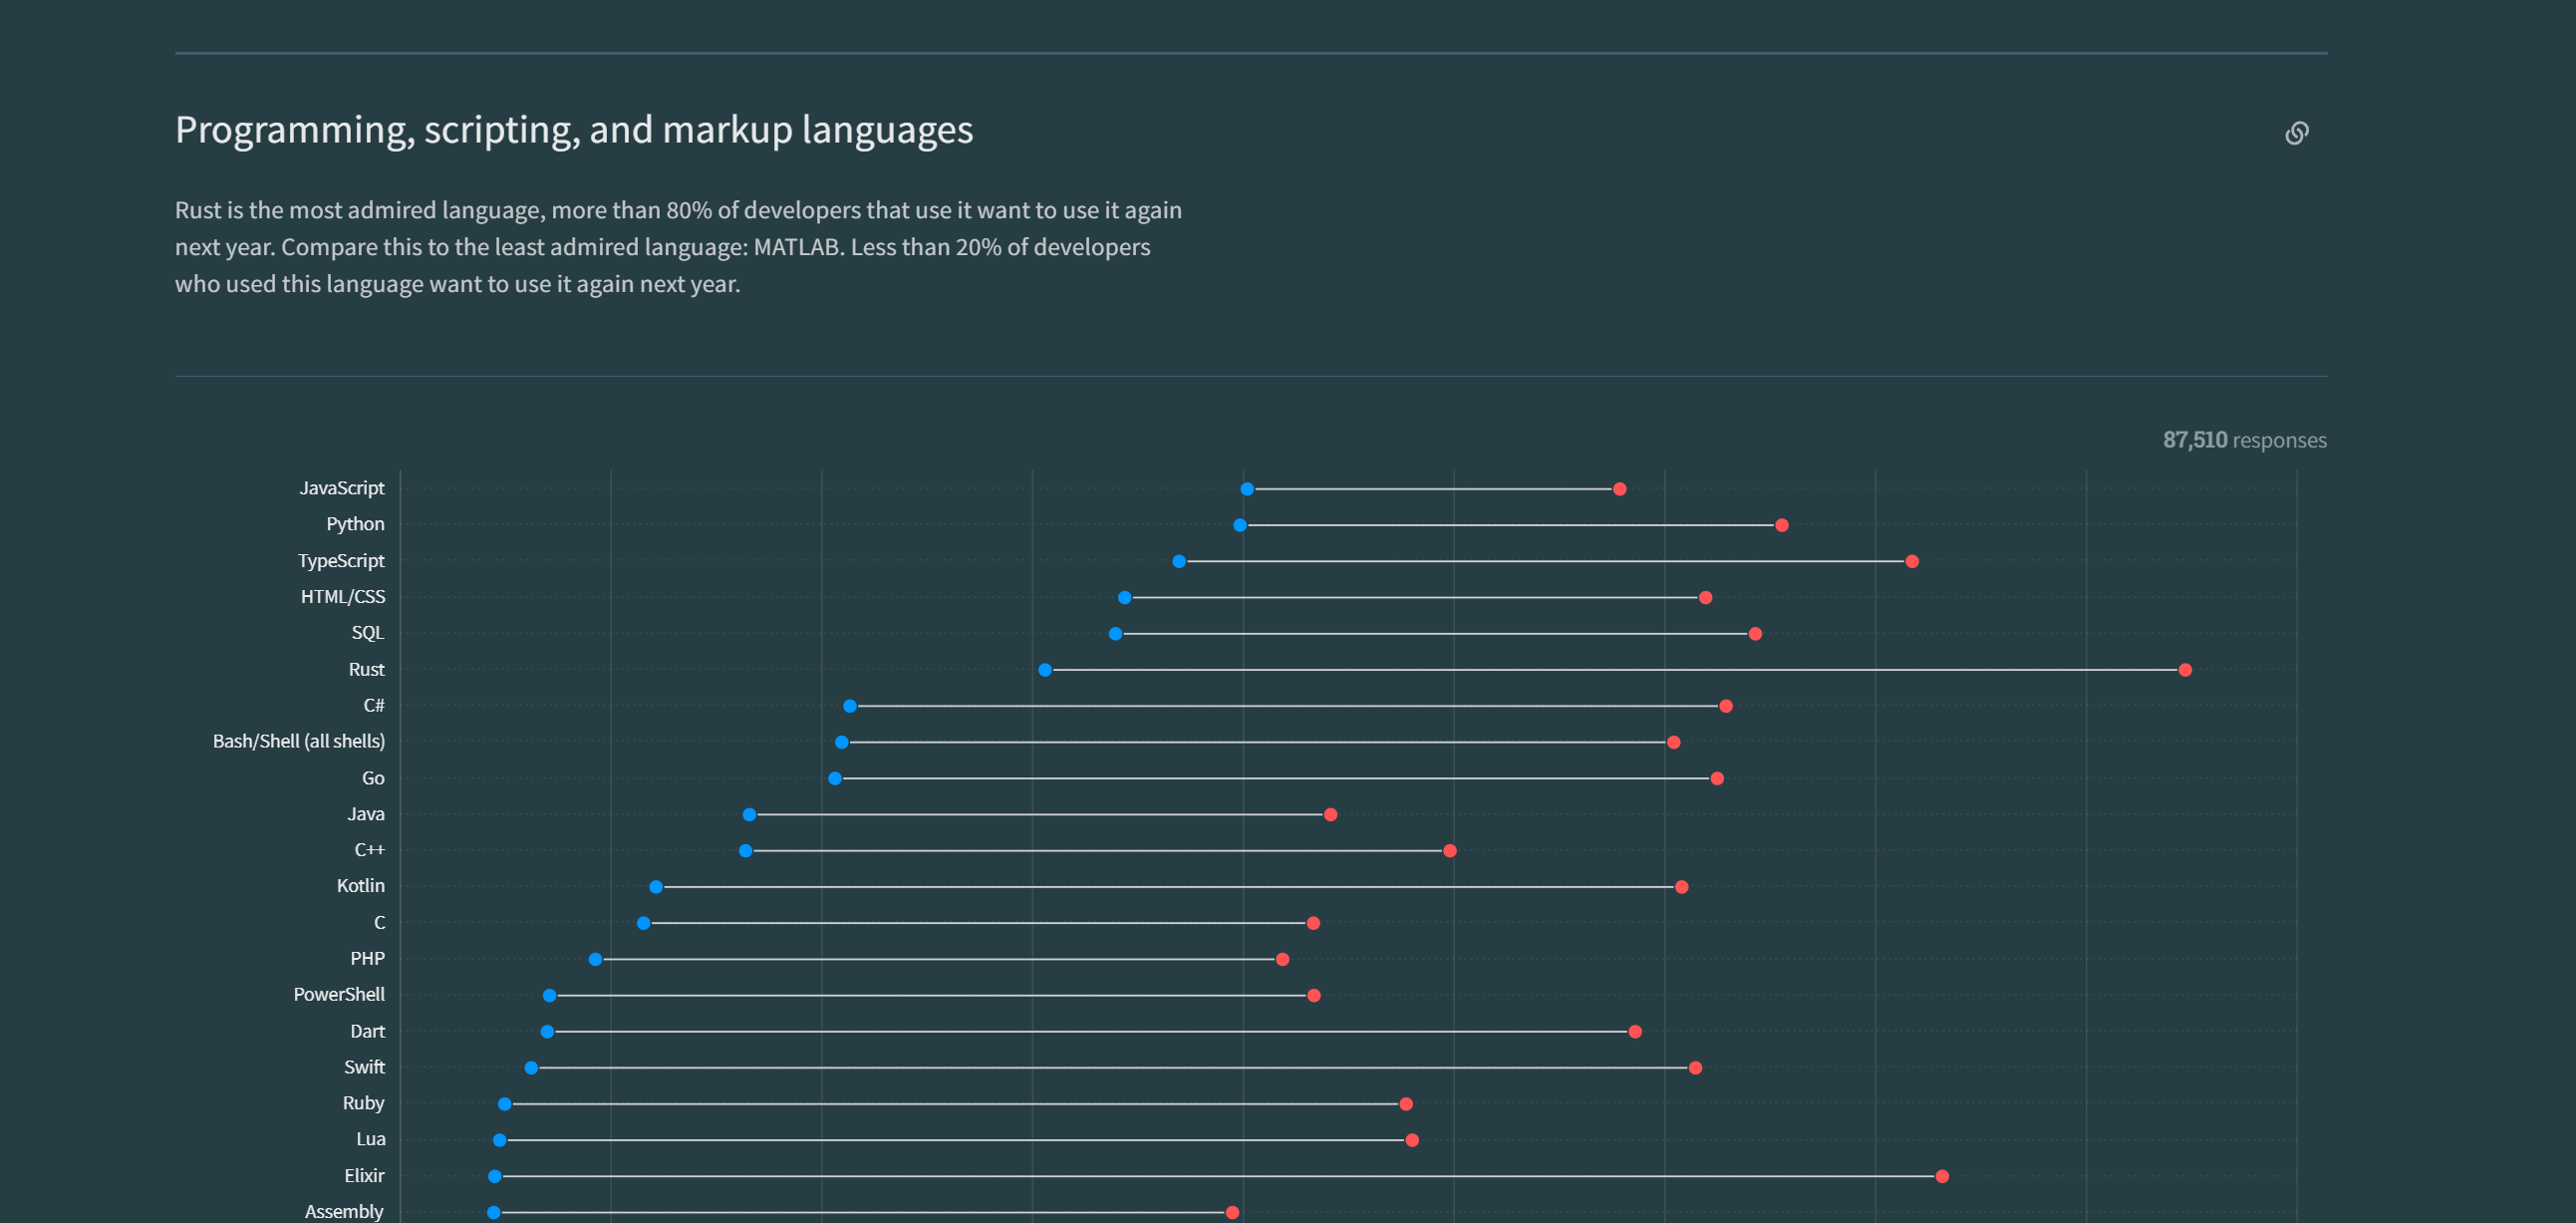 Programming, scripting, and markup languages
Rust is the most admired language, more than 80% of developers that use it want to use it again
next year. Compare this to the least admired language: MATLAB. Less than 20% of developers
who used this language want to use it again next year.
87,510 responses
JavaScript
Python
TypeScript
HTML/CSS
SQL
Rust
C#
Bash/Shell (all shells)
Go
Java
C++
Kotlin
C
PHP
PowerShell
Dart
Swift
Ruby
Lua
Elixir
Assembly